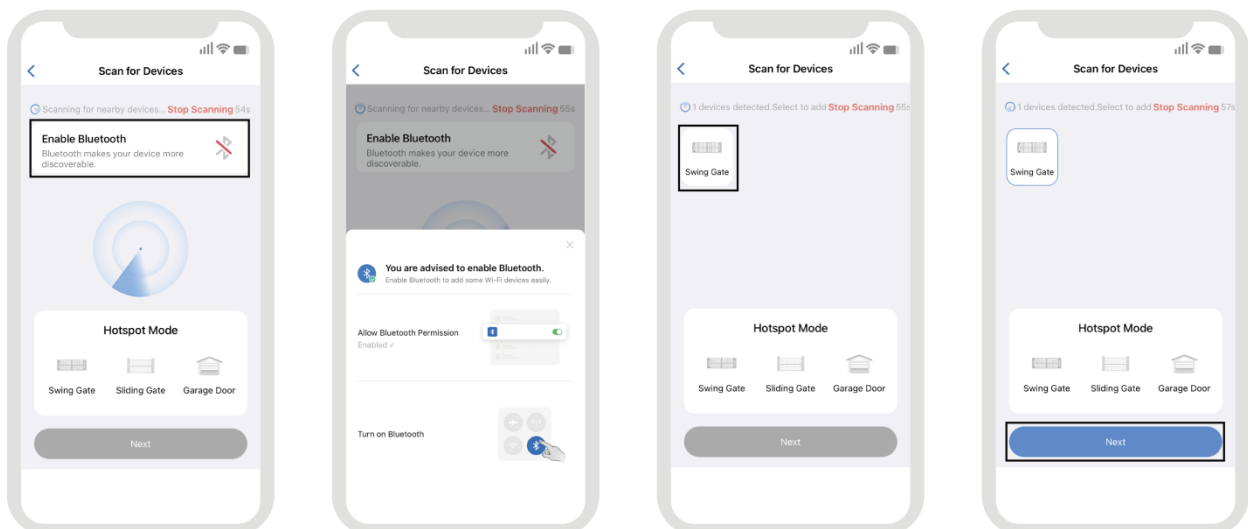 Scan for Devices
Scanning for nearby devices... Stop Scanning 54s
Enable Bluetooth
Bluetooth makes your device more
discoverable.
Hotspot Mode
Swing Gate Sliding Gate Garage Door
Next
Scan for Devices
Scanning for nearby devices... Stop Scanning 55s
Enable Bluetooth
Bluetooth makes your device more
discoverable.
You are advised to enable Bluetooth.
Enable Bluetooth to add some Wi-Fi devices easily.
Allow Bluetooth Permission
Enabled √
Turn on Bluetooth
Scan for Devices
1 devices detected.Select to add Stop Scanning 55s
Swing Gate
Hotspot Mode
Swing Gate Sliding Gate Garage Door
Next
Scan for Devices
1 devices detected.Select to add Stop Scanning 57s
Swing Gate
Hotspot Mode
Swing Gate Sliding Gate Garage Door
Next